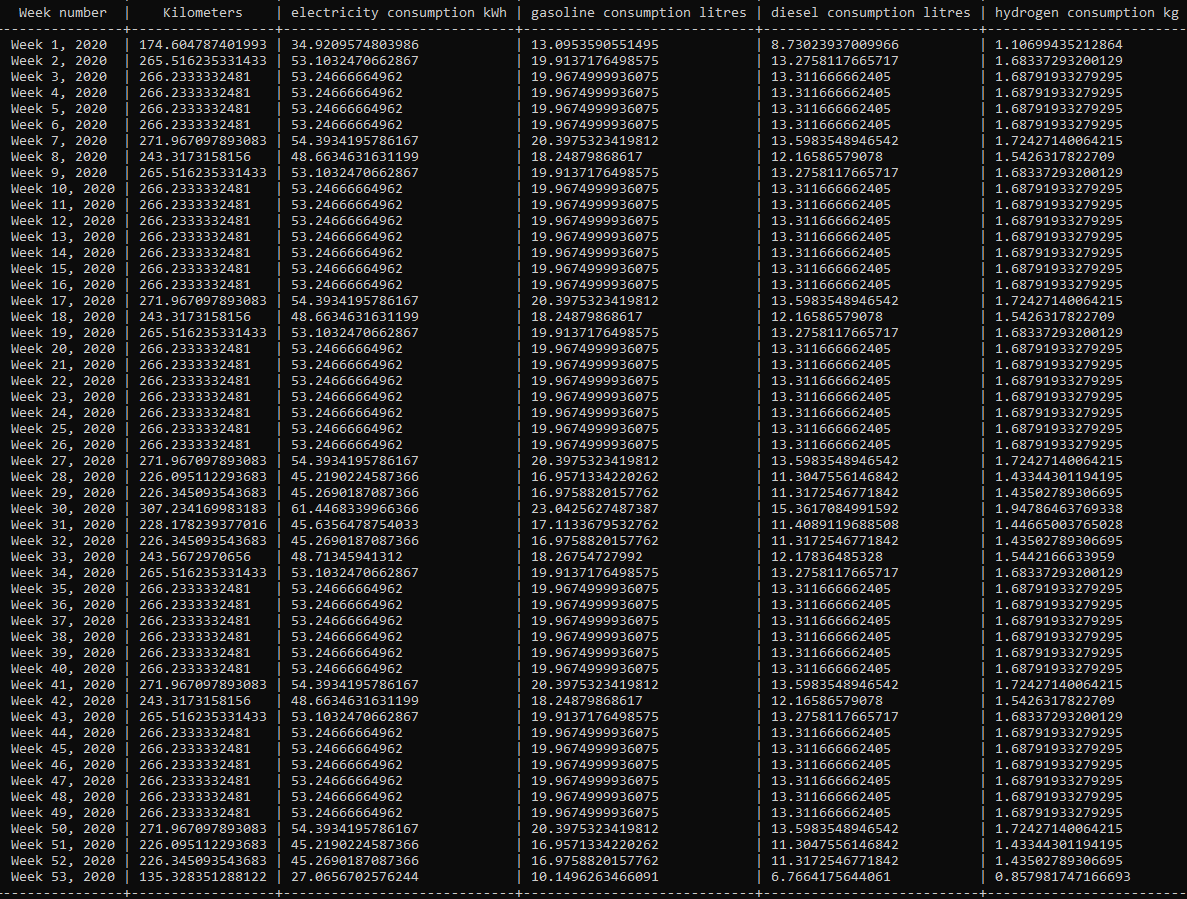 Week number | Kilometers | electricity consumption kWh | gasoline consumption litres | diesel consumption litres | hydrogen consumption kg
Week 1, 2020 | 174.604787401993 | 34.9209574803986 | 13.0953590551495 | 8.73023937009966 | 1.10699435212864
Week 2, 2020 | 265.516235331433 | 53.1032470662867 | 19.9137176498575 | 13.2758117665717 | 1.68337293200129
Week 3, 2020 | 266.2333332481 | 53.24666664962 | 19.9674999936075 | 13.311666662405 | 1.68791933279295
Week 4, 2020 | 266.2333332481 | 53.24666664962 | 19.9674999936075 | 13.311666662405 | 1.68791933279295
Week 5, 2020 | 266.2333332481 | 53.24666664962 | 19.9674999936075 | 13.311666662405 | 1.68791933279295
Week 6, 2020 | 266.2333332481 | 53.24666664962 | 19.9674999936075 | 13.311666662405 | 1.68791933279295
Week 7, 2020 | 271.967097893083 | 54.3934195786167 | 20.3975323419812 | 13.5983548946542 | 1.72427140064215
Week 8, 2020 | 243.3173158156 | 48.6634631631199 | 18.24879868617 | 12.16586579078 | 1.5426317822709
Week 9, 2020 | 265.516235331433 | 53.1032470662867 | 19.9137176498575 | 13.2758117665717 | 1.68337293200129
Week 10, 2020 | 266.2333332481 | 53.24666664962 | 19.9674999936075 | 13.311666662405 | 1.68791933279295
Week 11, 2020 | 266.2333332481 | 53.24666664962 | 19.9674999936075 | 13.311666662405 | 1.68791933279295
Week 12, 2020 | 266.2333332481 | 53.24666664962 | 19.9674999936075 | 13.311666662405 | 1.68791933279295
Week 13, 2020 | 266.2333332481 | 53.24666664962 | 19.9674999936075 | 13.311666662405 | 1.68791933279295
Week 14, 2020 | 266.2333332481 | 53.24666664962 | 19.9674999936075 | 13.311666662405 | 1.68791933279295
Week 15, 2020 | 266.2333332481 | 53.24666664962 | 19.9674999936075 | 13.311666662405 | 1.68791933279295
Week 16, 2020 | 266.2333332481 | 53.24666664962 | 19.9674999936075 | 13.311666662405 | 1.68791933279295
Week 17, 2020 | 271.967097893083 | 54.3934195786167 | 20.3975323419812 | 13.5983548946542 | 1.72427140064215
Week 18, 2020 | 243.3173158156 | 48.6634631631199 | 18.24879868617 | 12.16586579078 | 1.5426317822709
Week 19, 2020 | 265.516235331433 | 53.1032470662867 | 19.9137176498575 | 13.2758117665717 | 1.68337293200129
Week 20, 2020 | 266.2333332481 | 53.24666664962 | 19.9674999936075 | 13.311666662405 | 1.68791933279295
Week 21, 2020 | 266.2333332481 | 53.24666664962 | 19.9674999936075 | 13.311666662405 | 1.68791933279295
Week 22, 2020 | 266.2333332481 | 53.24666664962 | 19.9674999936075 | 13.311666662405 | 1.68791933279295
Week 23, 2020 | 266.2333332481 | 53.24666664962 | 19.9674999936075 | 13.311666662405 | 1.68791933279295
Week 24, 2020 | 266.2333332481 | 53.24666664962 | 19.9674999936075 | 13.311666662405 | 1.68791933279295
Week 25, 2020 | 266.2333332481 | 53.24666664962 | 19.9674999936075 | 13.311666662405 | 1.68791933279295
Week 26, 2020 | 266.2333332481 | 53.24666664962 | 19.9674999936075 | 13.311666662405 | 1.68791933279295
Week 27, 2020 | 271.967097893083 | 54.3934195786167 | 20.3975323419812 | 13.5983548946542 | 1.72427140064215
Week 28, 2020 | 226.095112293683 | 45.2190224587366 | 16.9571334220262 | 11.3047556146842 | 1.43344301194195
Week 29, 2020 | 226.345093543683 | 45.2690187087366 | 16.9758820157762 | 11.3172546771842 | 1.43502789306695
Week 30, 2020 | 307.234169983183 | 61.4468339966366 | 23.0425627487387 | 15.3617084991592 | 1.94786463769338
Week 31, 2020 | 228.178239377016 | 45.6356478754033 | 17.1133679532762 | 11.4089119688508 | 1.44665003765028
Week 32, 2020 | 226.345093543683 | 45.2690187087366 | 16.9758820157762 | 11.3172546771842 | 1.43502789306695
Week 33, 2020 | 243.5672970656 | 48.71345941312 | 18.26754727992 | 12.17836485328 | 1.5442166633959
Week 34, 2020 | 265.516235331433 | 53.1032470662867 | 19.9137176498575 | 13.2758117665717 | 1.68337293200129
Week 35, 2020 | 266.2333332481 | 53.24666664962 | 19.9674999936075 | 13.311666662405 | 1.68791933279295
Week 36, 2020 | 266.2333332481 | 53.24666664962 | 19.9674999936075 | 13.311666662405 | 1.68791933279295
Week 37, 2020 | 266.2333332481 | 53.24666664962 | 19.9674999936075 | 13.311666662405 | 1.68791933279295
Week 38, 2020 | 266.2333332481 | 53.24666664962 | 19.9674999936075 | 13.311666662405 | 1.68791933279295
Week 39, 2020 | 266.2333332481 | 53.24666664962 | 19.9674999936075 | 13.311666662405 | 1.68791933279295
Week 40, 2020 | 266.2333332481 | 53.24666664962 | 19.9674999936075 | 13.311666662405 | 1.68791933279295
Week 41, 2020 | 271.967097893083 | 54.3934195786167 | 20.3975323419812 | 13.5983548946542 | 1.72427140064215
Week 42, 2020 | 243.3173158156 | 48.6634631631199 | 18.24879868617 | 12.16586579078 | 1.5426317822709
Week 43, 2020 | 265.516235331433 | 53.1032470662867 | 19.9137176498575 | 13.2758117665717 | 1.68337293200129
Week 44, 2020 | 266.2333332481 | 53.24666664962 | 19.9674999936075 | 13.311666662405 | 1.68791933279295
Week 45, 2020 | 266.2333332481 | 53.24666664962 | 19.9674999936075 | 13.311666662405 | 1.68791933279295
Week 46, 2020 | 266.2333332481 | 53.24666664962 | 19.9674999936075 | 13.311666662405 | 1.68791933279295
Week 47, 2020 | 266.2333332481 | 53.24666664962 | 19.9674999936075 | 13.311666662405 | 1.68791933279295
Week 48, 2020 | 266.2333332481 | 53.24666664962 | 19.9674999936075 | 13.311666662405 | 1.68791933279295
Week 49, 2020 | 266.2333332481 | 53.24666664962 | 19.9674999936075 | 13.311666662405 | 1.68791933279295
Week 50, 2020 | 271.967097893083 | 54.3934195786167 | 20.3975323419812 | 13.5983548946542 | 1.72427140064215
Week 51, 2020 | 226.095112293683 | 45.2190224587366 | 16.9571334220262 | 11.3047556146842 | 1.43344301194195
Week 52, 2020 | 226.345093543683 | 45.2690187087366 | 16.9758820157762 | 11.3172546771842 | 1.43502789306695
Week 53, 2020 | 135.328351288122 | 27.0656702576244 | 10.1496263466091 | 6.7664175644061 | 0.857981747166693